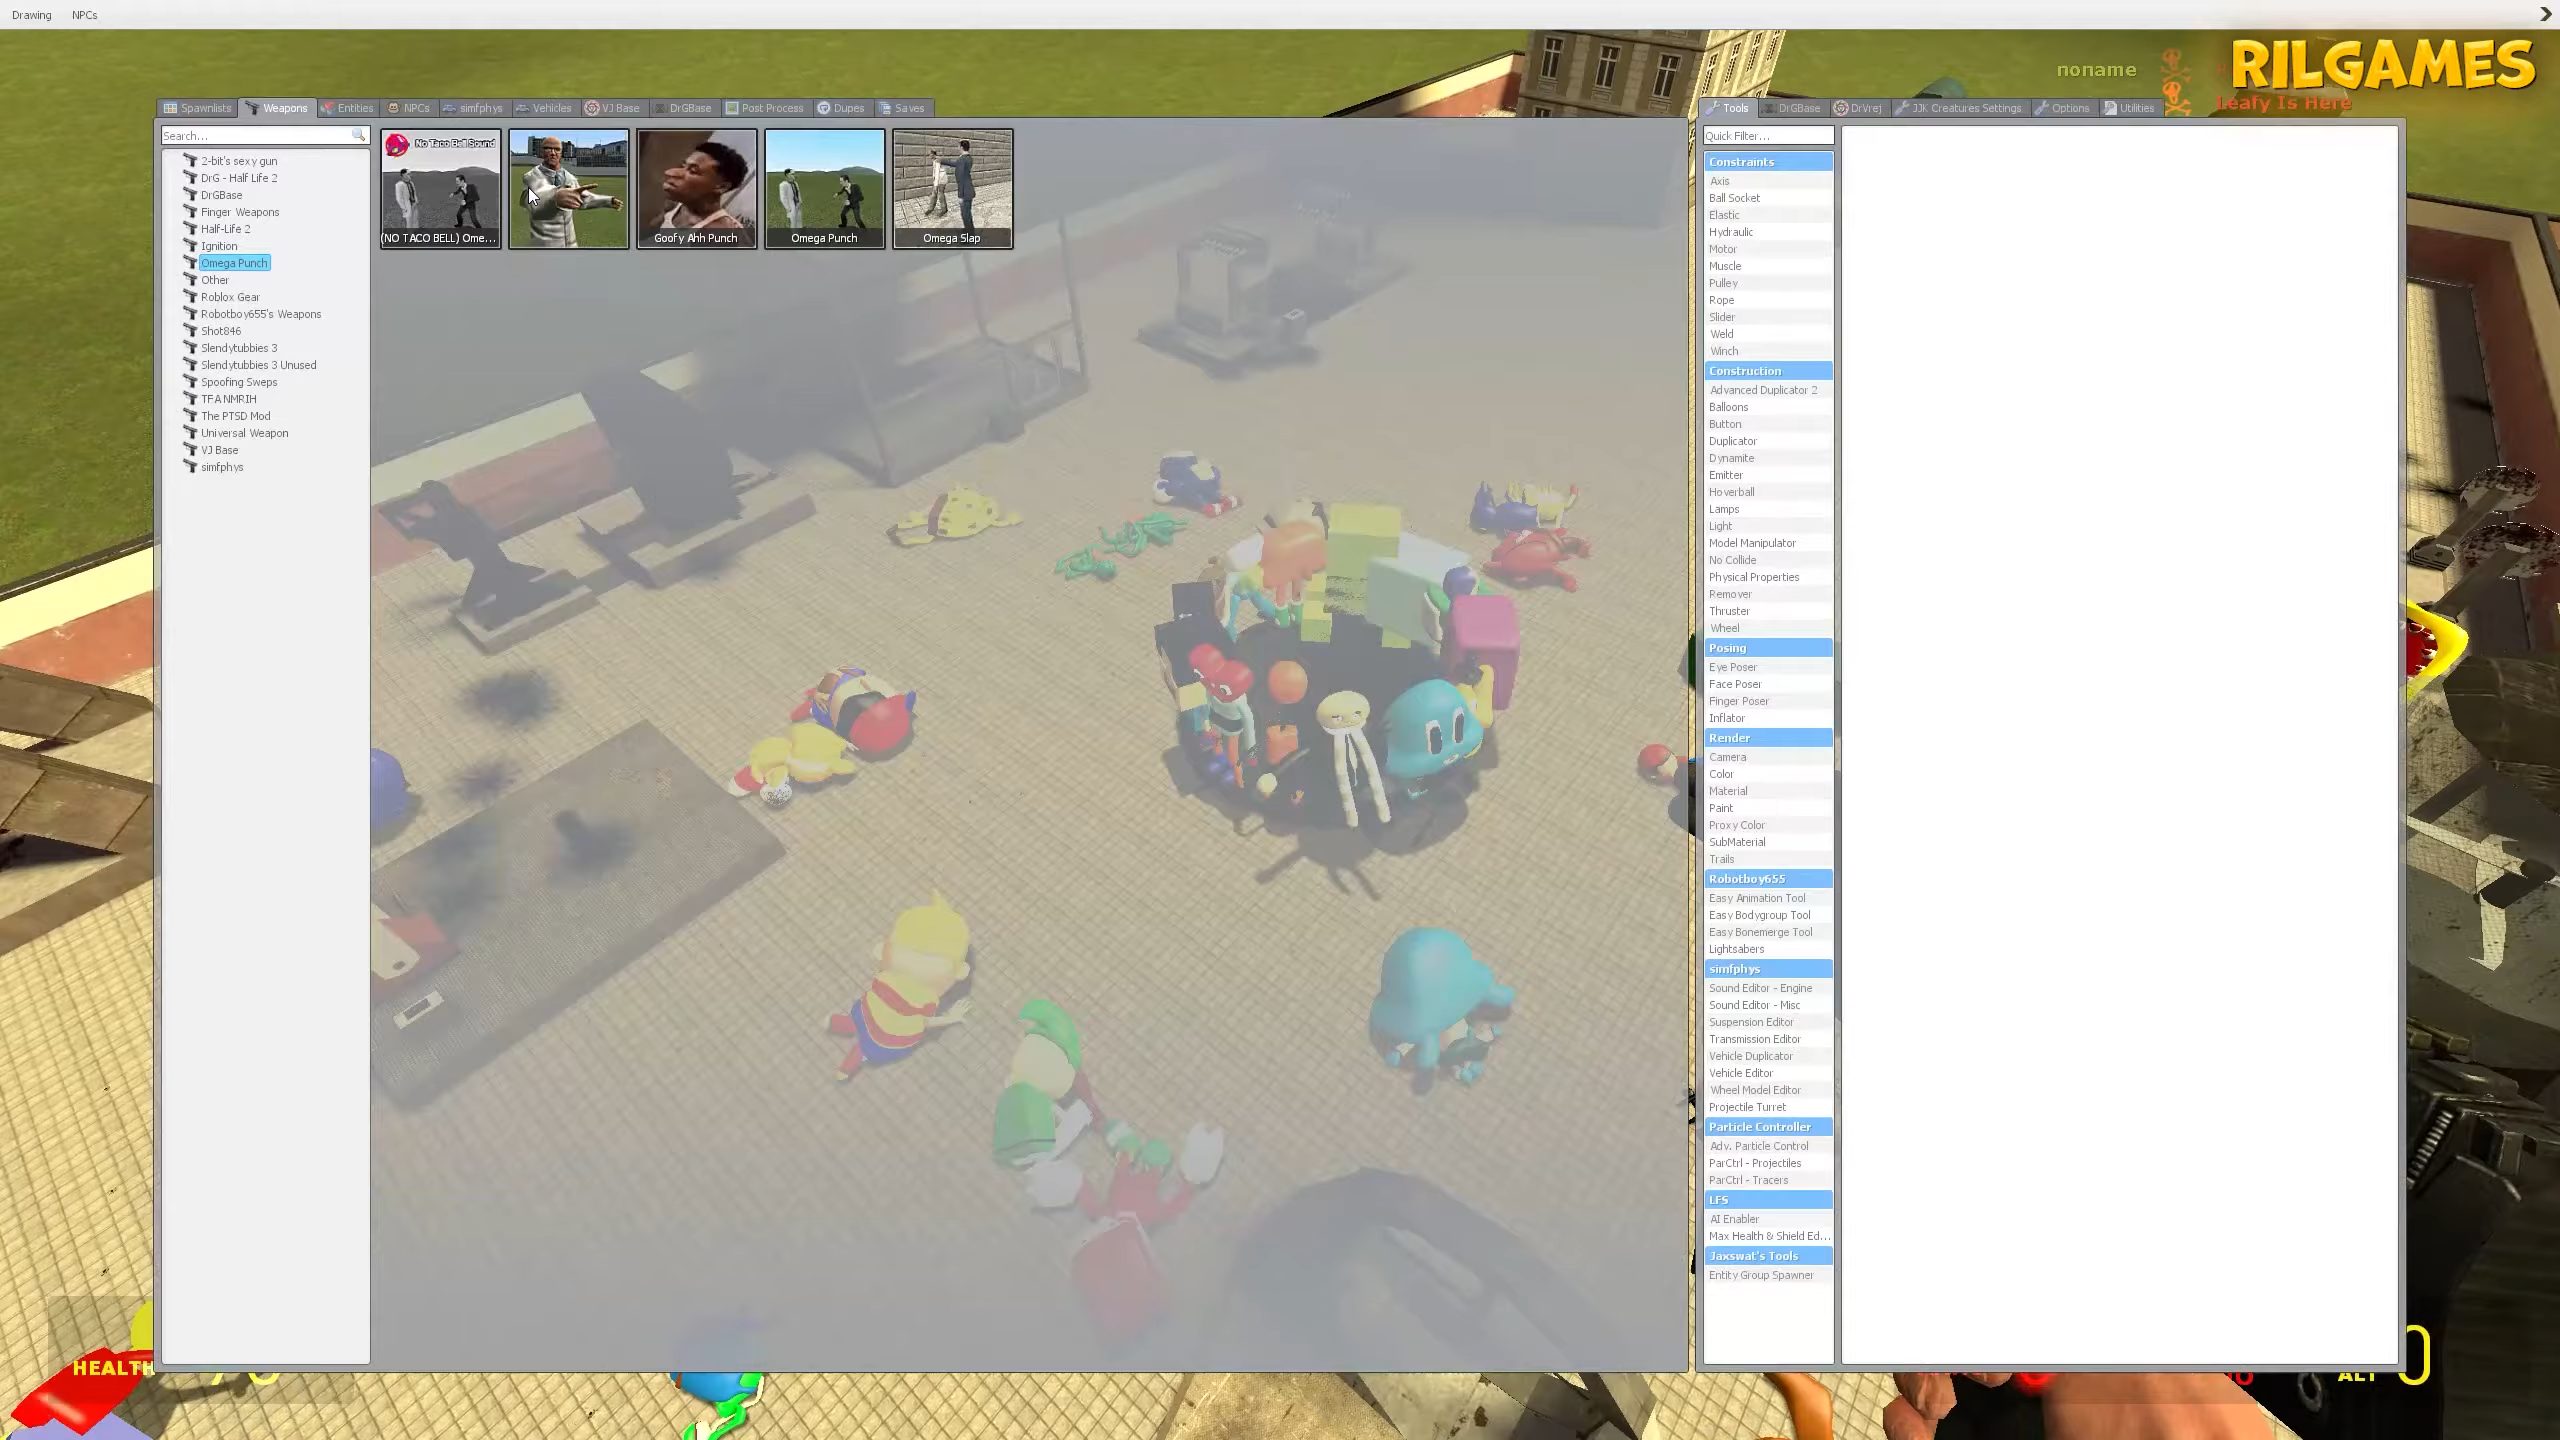 Drawing NPCs
RILGAMES
noname
Leafy Is Here
Spawnlists Weapons Entities NPCs simfphys Vehicles VJ Base DrGBase Post Process Dupes Saves
Search...
2-bit's sexy gun
DrG - Half Life 2
DrGBase
Finger Weapons
Half-Life 2
Ignition
Omega Punch
Other
Roblox Gear
Robotboy655's Weapons
Shot846
Slendytubbies 3
Slendytubbies 3 Unused
Spoofing Sweps
TFA NMRIH
The PTSD Mod
Universal Weapon
VJ Base
simfphys
No Taco Bell Sound
(NO TACO BELL) Ome...
Goofy Ahh Punch
Omega Punch
Omega Slap
Tools DrGBase DrVrej JJK Creatures Settings Options Utilities
Quick Filter...
Constraints
Axis
Ball Socket
Elastic
Hydraulic
Motor
Muscle
Pulley
Rope
Slider
Weld
Winch
Construction
Advanced Duplicator 2
Balloons
Button
Duplicator
Dynamite
Emitter
Hoverball
Lamps
Light
Model Manipulator
No Collide
Physical Properties
Remover
Thruster
Wheel
Posing
Eye Poser
Face Poser
Finger Poser
Inflator
Render
Camera
Color
Material
Paint
Proxy Color
SubMaterial
Trails
Robotboy655
Easy Animation Tool
Easy Bodygroup Tool
Easy Bonemerge Tool
Lightsabers
simfphys
Sound Editor - Engine
Sound Editor - Misc
Suspension Editor
Transmission Editor
Vehicle Duplicator
Vehicle Editor
Wheel Model Editor
Projectile Turret
Particle Controller
Adv. Particle Control
ParCtrl - Projectiles
ParCtrl - Tracers
LFS
AI Enabler
Max Health & Shield Ed...
Jaxswat's Tools
Entity Group Spawner
HEALTH
ALT 0